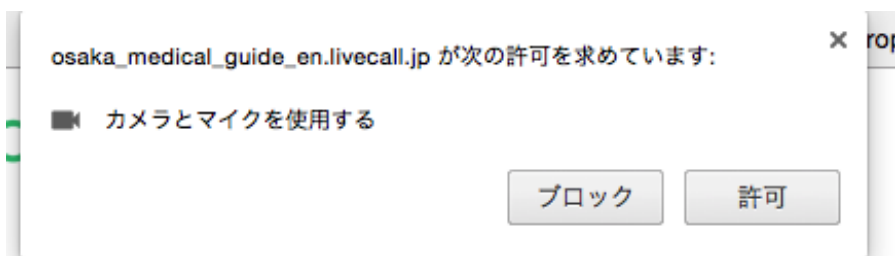 osaka_medical_guide_en.livecall.jp が次の許可を求めています:
カメラとマイクを使用する
ブロック
許可